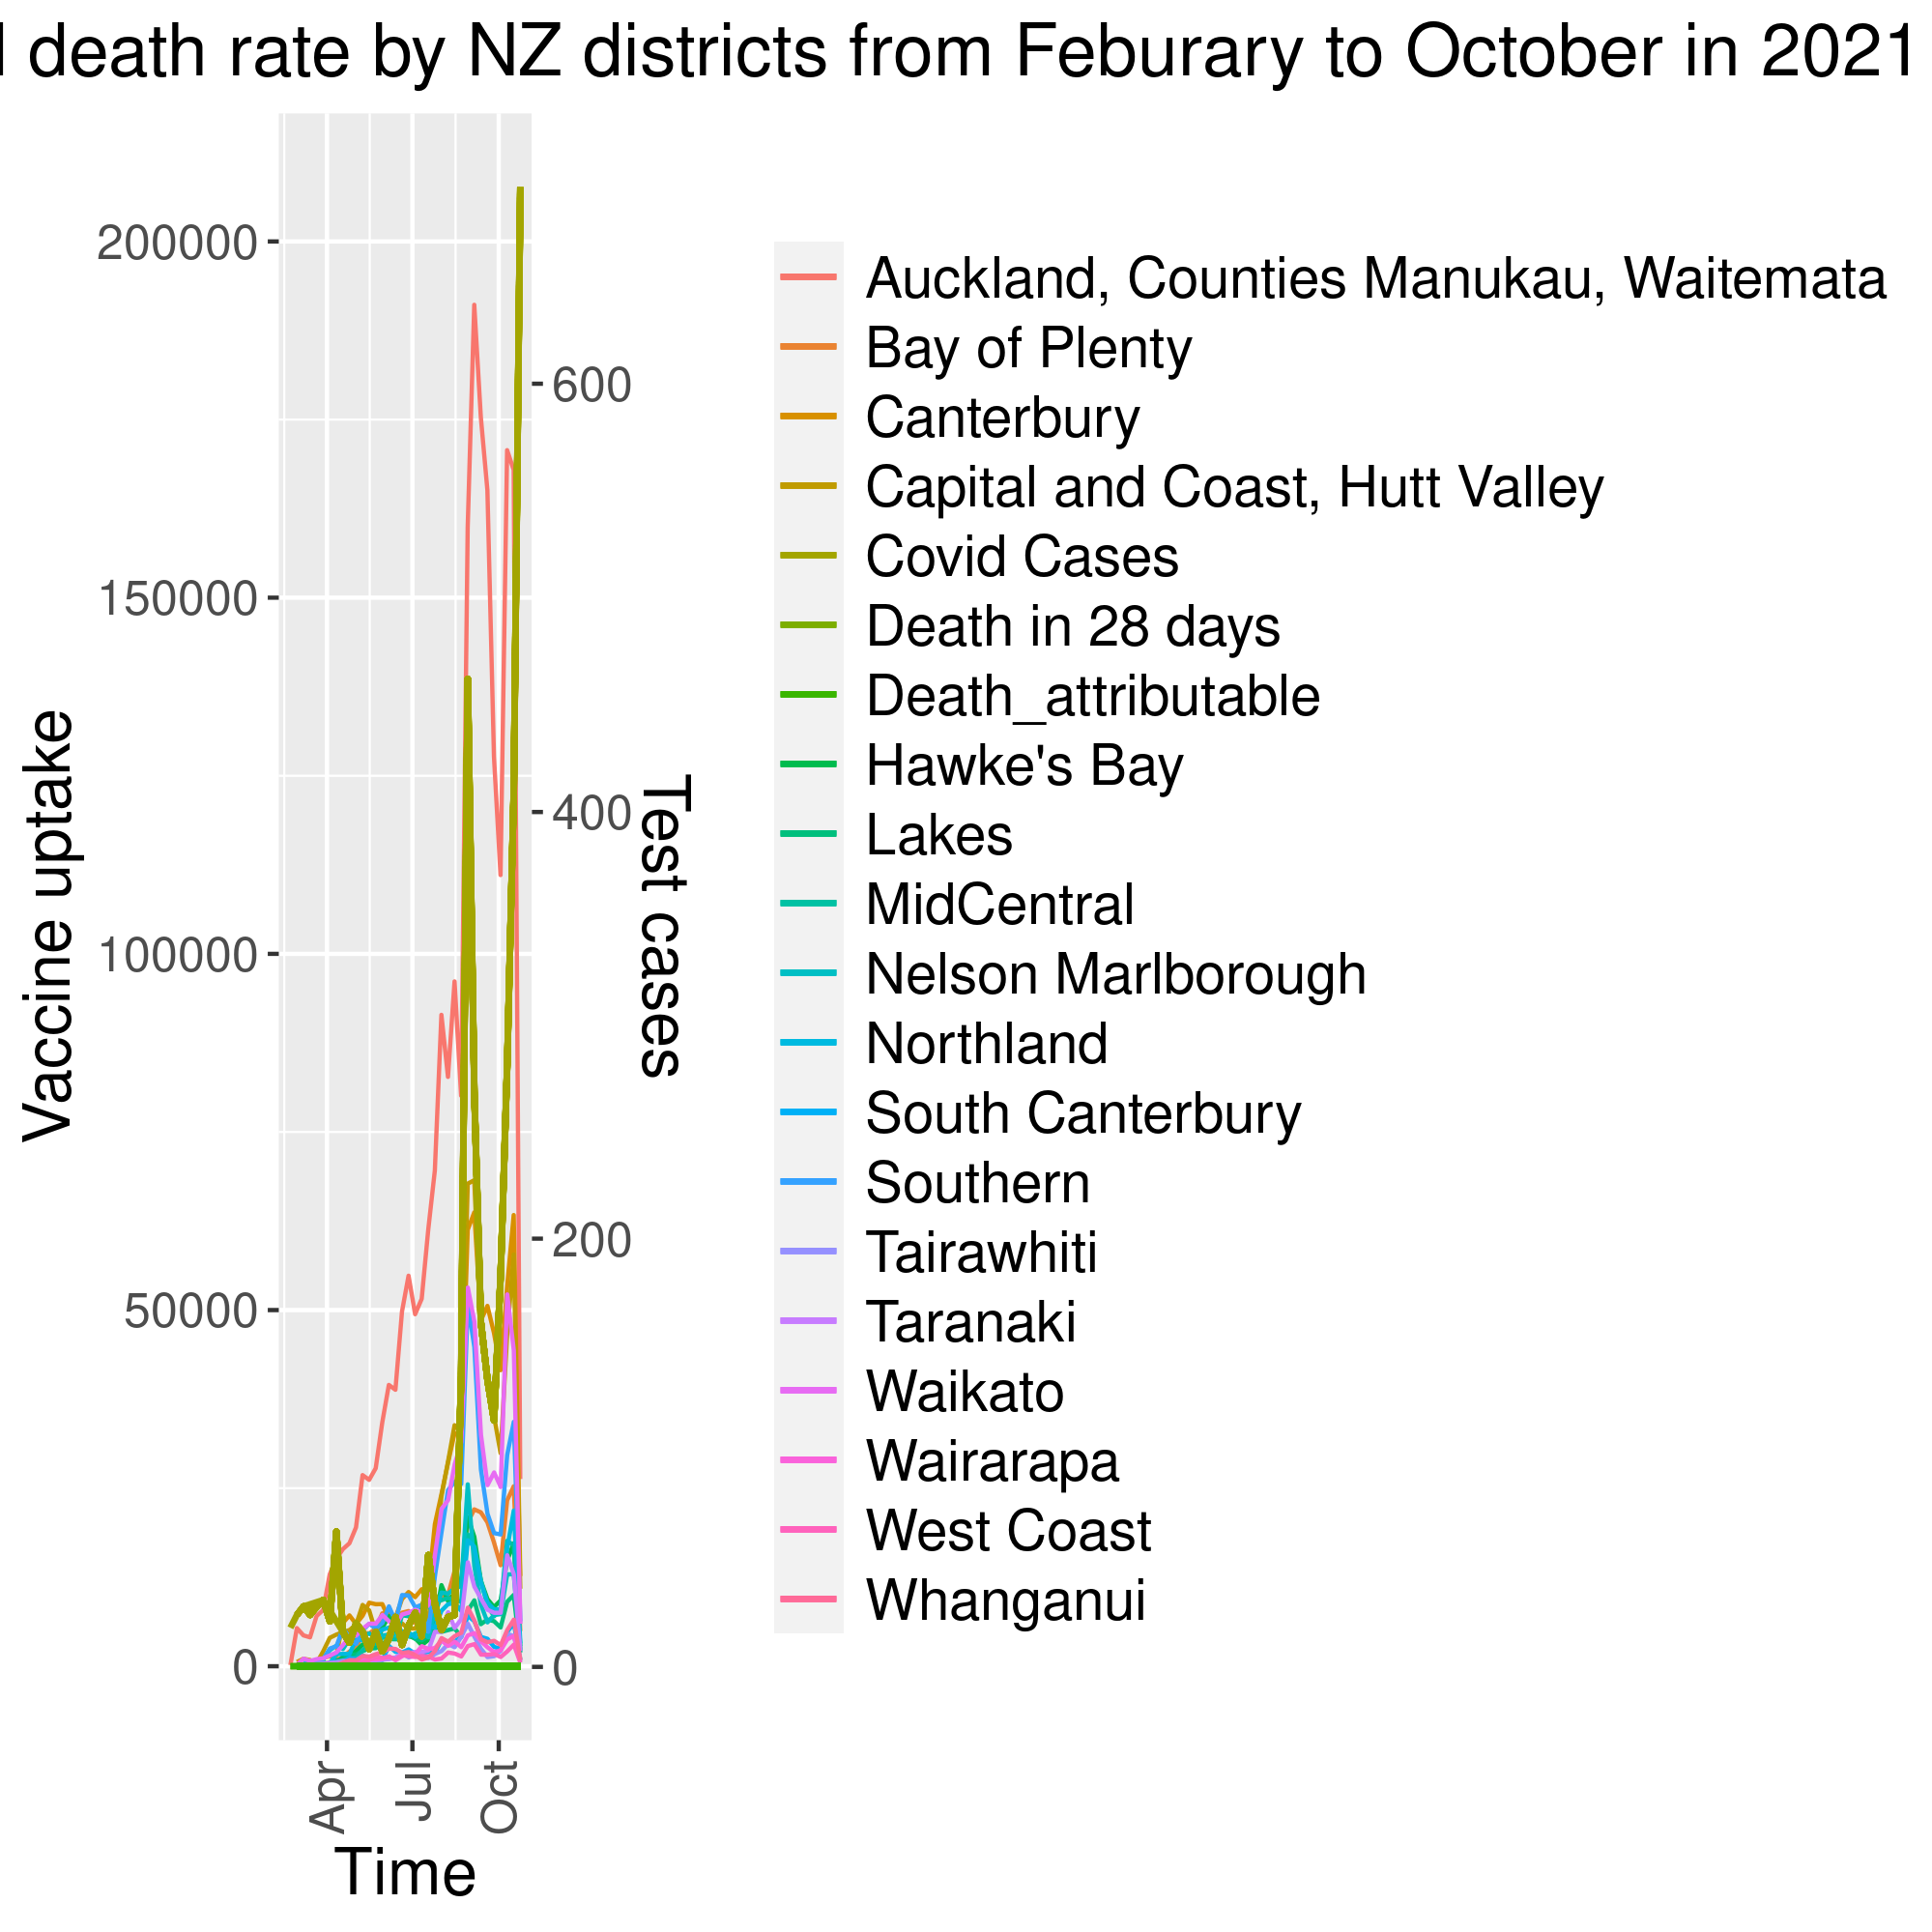 death rate by NZ districts from Feburary to October in 2021
200000
150000
100000
50000
0
Vaccine uptake
600
400
200
0
Test cases
Apr
Jul
Oct
Time
Auckland, Counties Manukau, Waitemata
Bay of Plenty
Canterbury
Capital and Coast, Hutt Valley
Covid Cases
Death in 28 days
Death_attributable
Hawke's Bay
Lakes
MidCentral
Nelson Marlborough
Northland
South Canterbury
Southern
Tairawhiti
Taranaki
Waikato
Wairarapa
West Coast
Whanganui